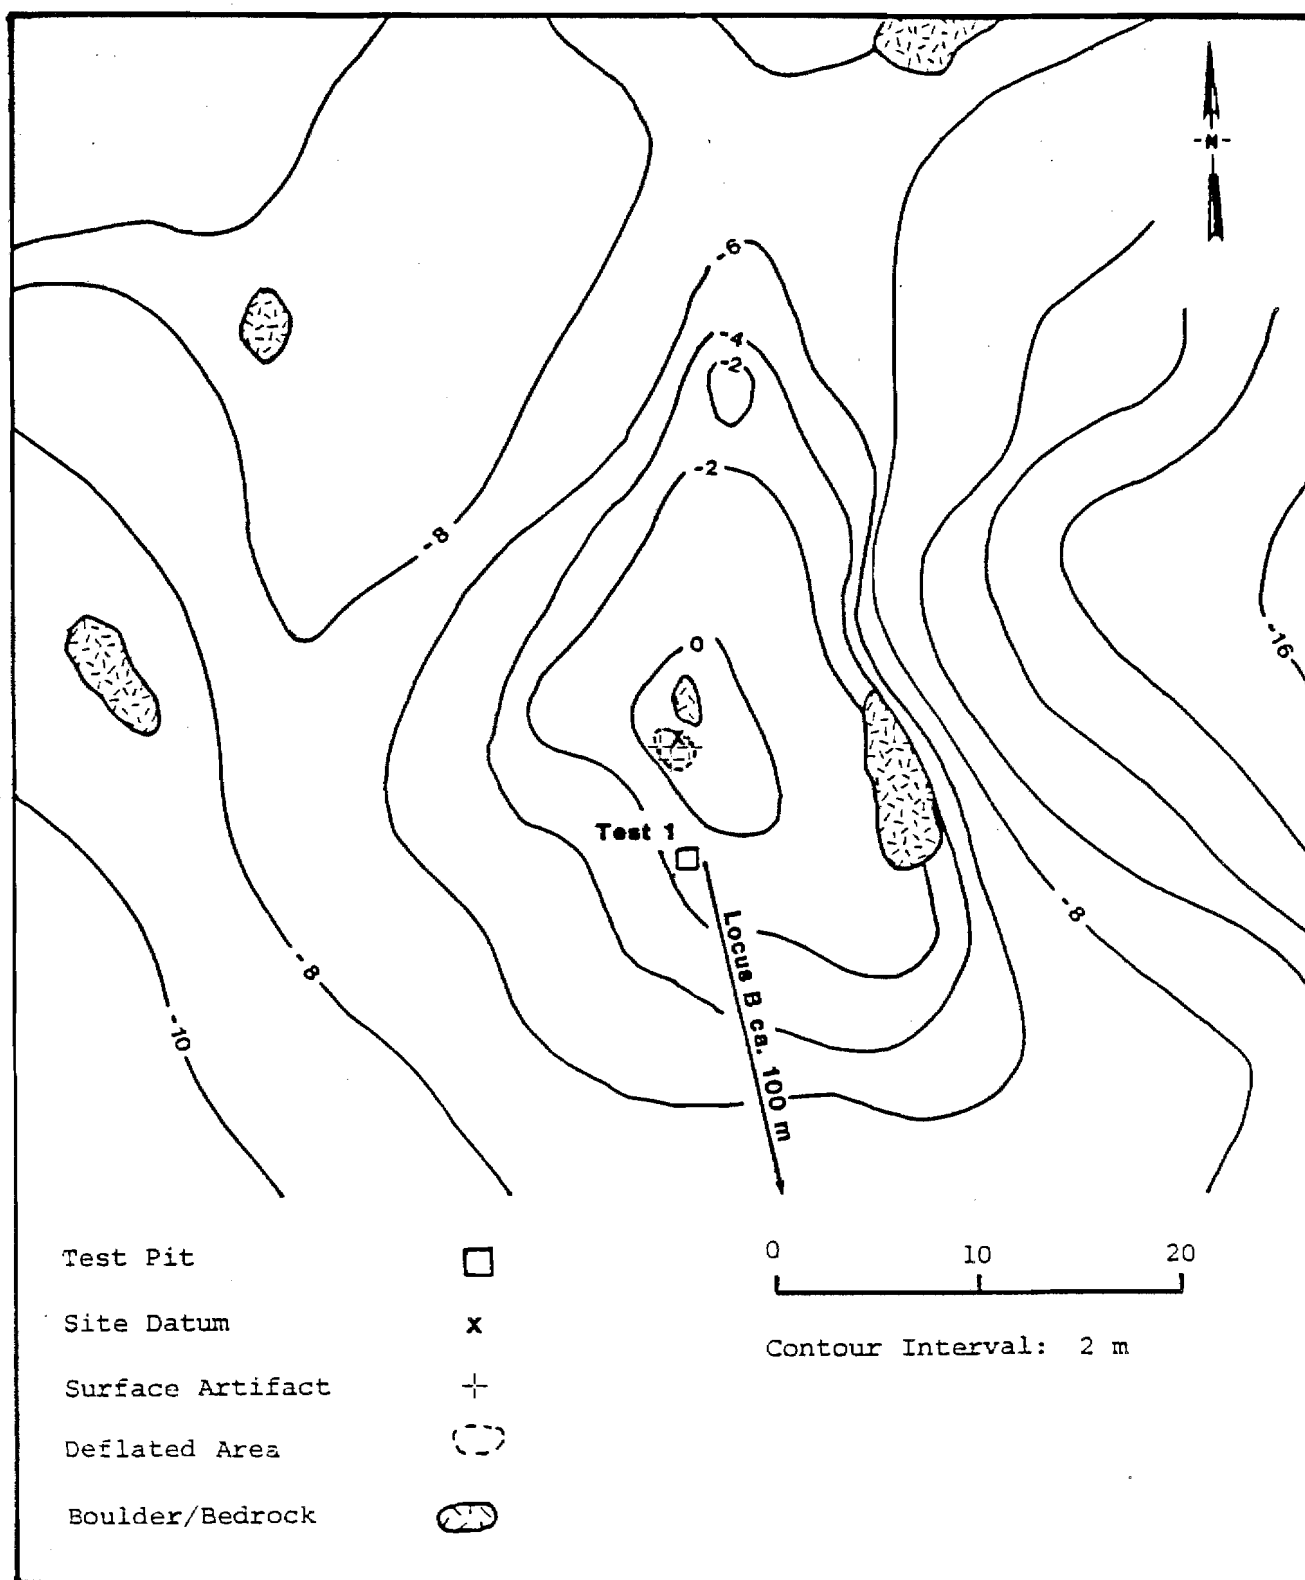 -N-
-6
-4
-2
-2
-8
0
-16
Test 1
-8
Locus B ca. 100 m
-8
-10
0 10 20
Test Pit
Site Datum x
Contour Interval: 2 m
Surface Artifact
Deflated Area
Boulder/Bedrock